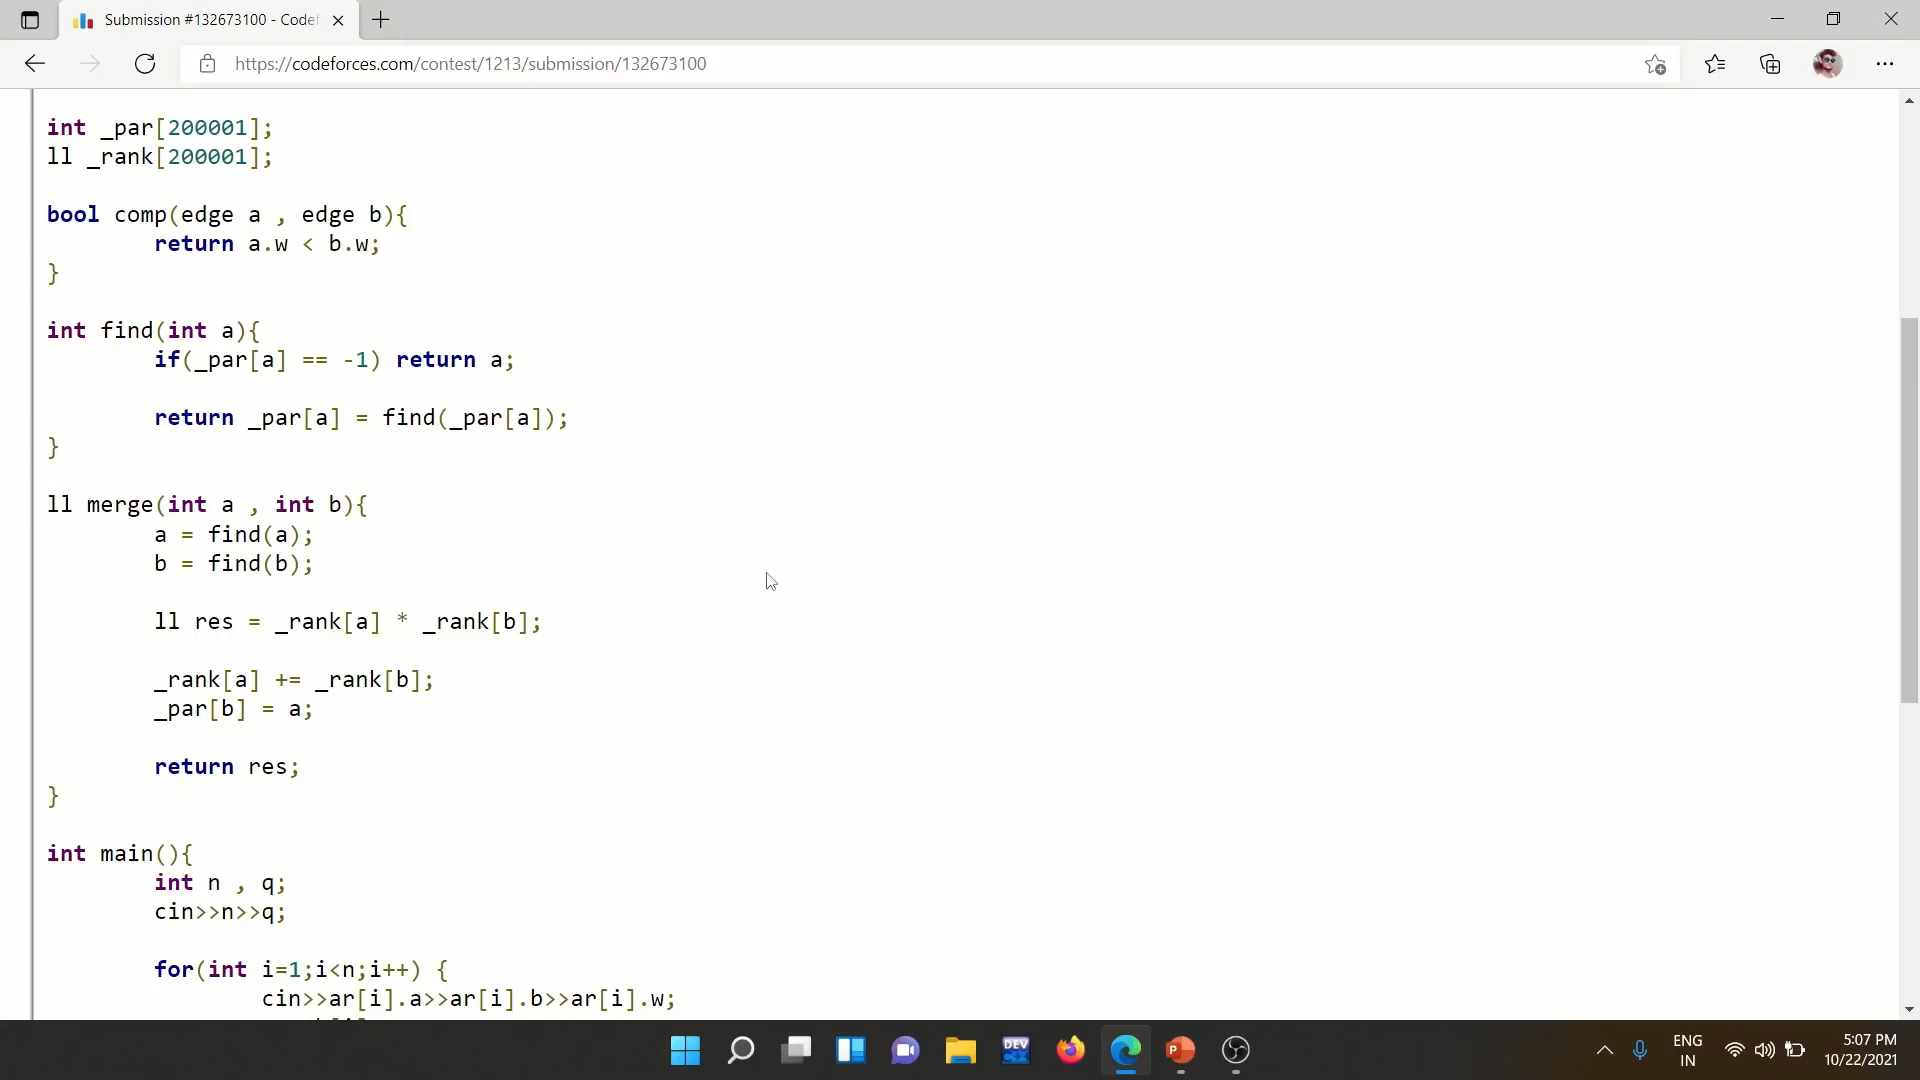 Submission #132673100 - Codef
https://codeforces.com/contest/1213/submission/132673100
int _par[200001];
ll _rank[200001];
bool comp(edge a , edge b){
return a.w < b.w;
}
int find(int a){
if(_par[a] == -1) return a;
return _par[a] = find(_par[a]);
}
ll merge(int a , int b){
a = find(a);
b = find(b);
ll res = _rank[a] * _rank[b];
_rank[a] += _rank[b];
_par[b] = a;
return res;
}
int main(){
int n , q;
cin>>n>>q;
for(int i=1;i<n;i++) {
cin>>ar[i].a>>ar[i].b>>ar[i].w;
DEV
P
ENG
IN
5:07 PM
10/22/2021